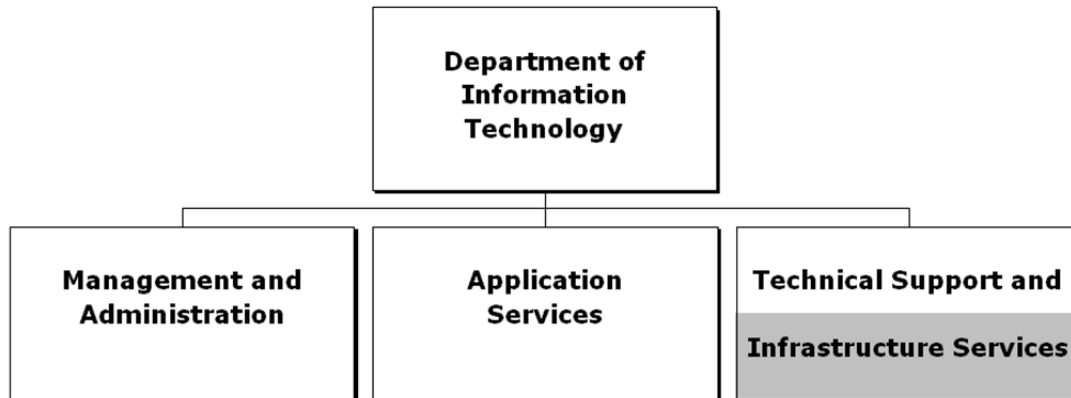 Department of
Information
Technology
Management and
Administration
Application
Services
Technical Support and
Infrastructure Services